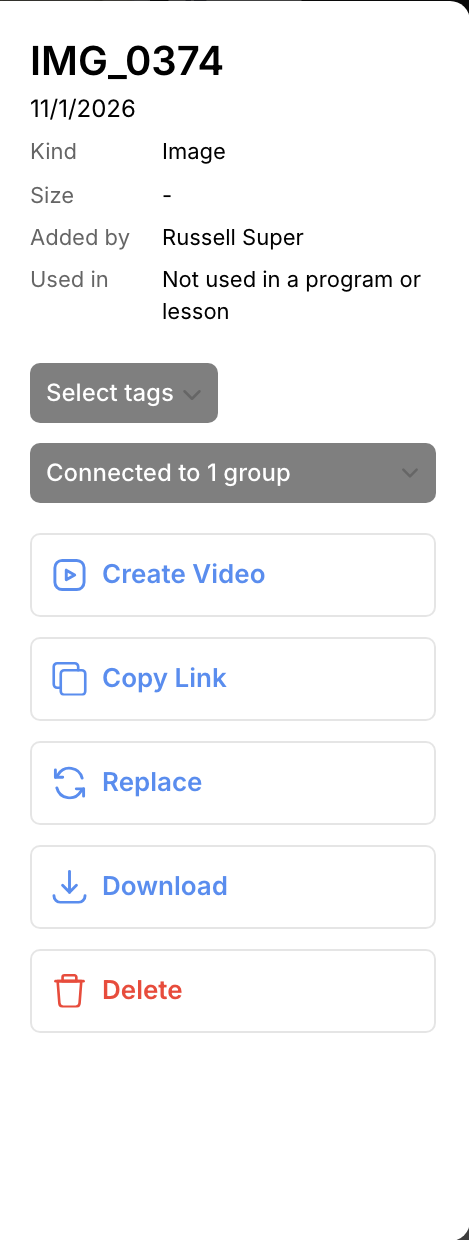 IMG_0374
11/1/2026
Kind Image
Size -
Added by Russell Super
Used in Not used in a program or
lesson
Select tags
Connected to 1 group
Create Video
Copy Link
Replace
Download
Delete